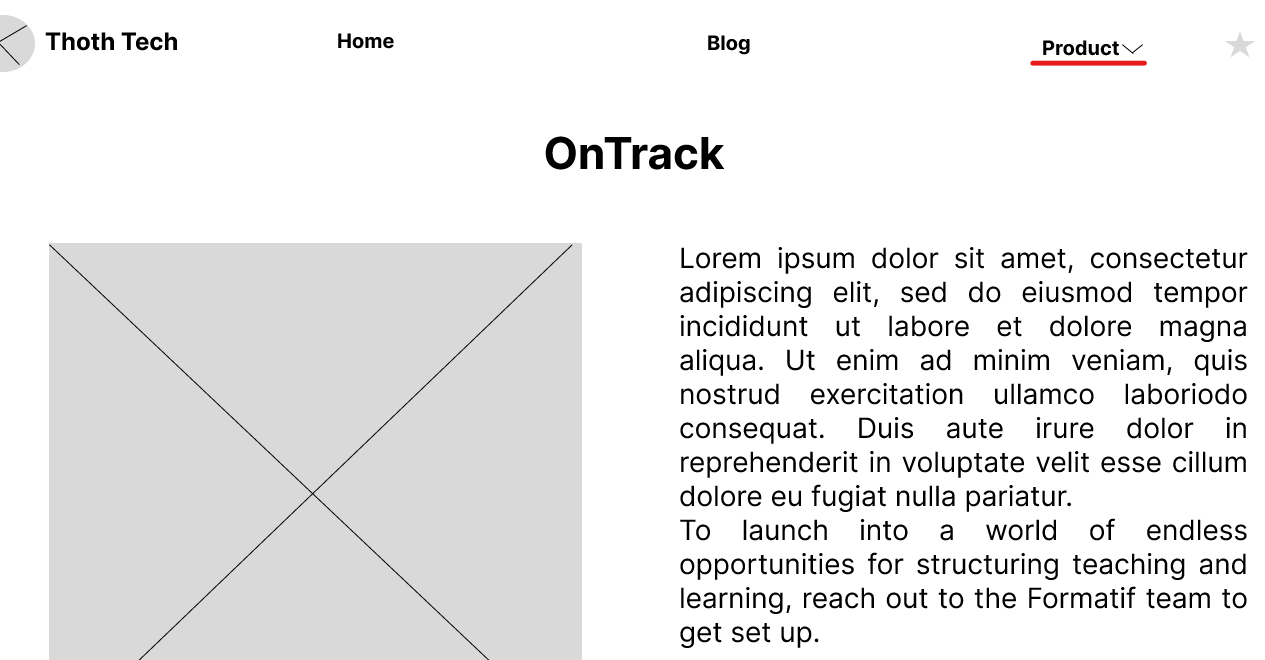 Thoth Tech
Home
Blog
Product
OnTrack
Lorem ipsum dolor sit amet, consectetur
adipiscing elit, sed do eiusmod tempor
incididunt ut labore et dolore magna
aliqua. Ut enim ad minim veniam, quis
nostrud exercitation ullamco laboriodo
consequat. Duis aute irure dolor in
reprehenderit in voluptate velit esse cillum
dolore eu fugiat nulla pariatur.
To launch into a world of endless
opportunities for structuring teaching and
learning, reach out to the Formatif team to
get set up.